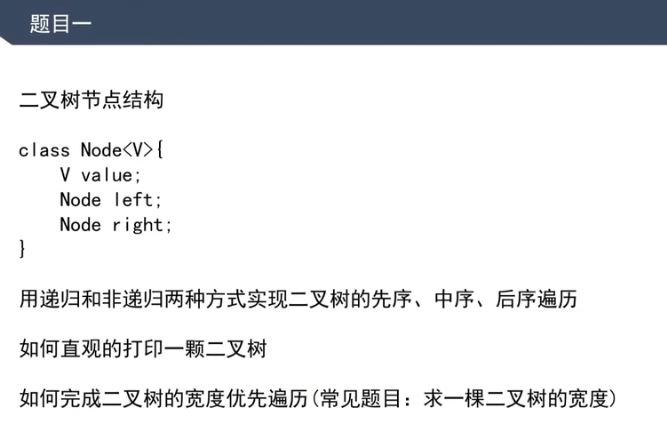 题目一
二叉树节点结构
class Node<V>{
    V value;
    Node left;
    Node right;
}
用递归和非递归两种方式实现二叉树的先序、中序、后序遍历
如何直观的打印一颗二叉树
如何完成二叉树的宽度优先遍历(常见题目：求一棵二叉树的宽度)